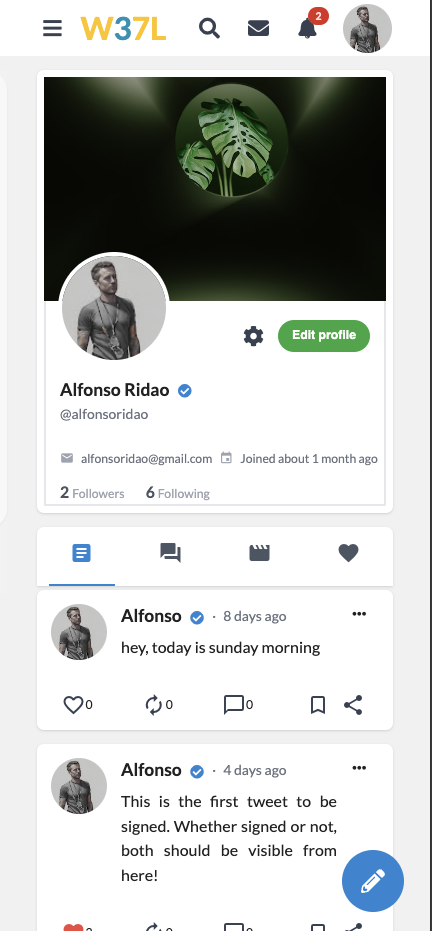 W37L
2
Edit profile
Alfonso Ridao
@alfonsoridao
alfonsoridao@gmail.com Joined about 1 month ago
2 Followers 6 Following
Alfonso · 8 days ago
hey, today is sunday morning
0 0 0
Alfonso · 4 days ago
This is the first tweet to be
signed. Whether signed or not,
both should be visible from
here!